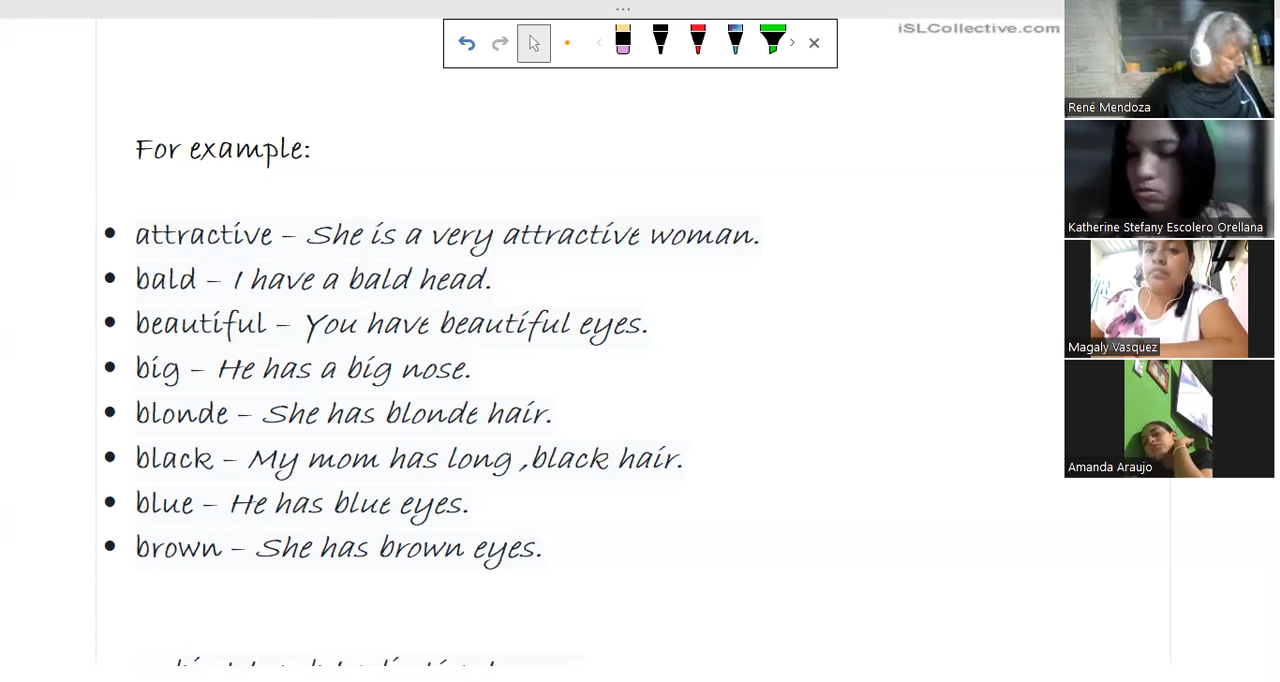 iSLCollective.com
For example:
attractive – She is a very attractive woman.
bald – I have a bald head.
beautiful – You have beautiful eyes.
big – He has a big nose.
blonde – She has blonde hair.
black – My mom has long ,black hair.
blue – He has blue eyes.
brown – She has brown eyes.
René Mendoza
Katherine Stefany Escolero Orellana
Magaly Vasquez
Amanda Araujo